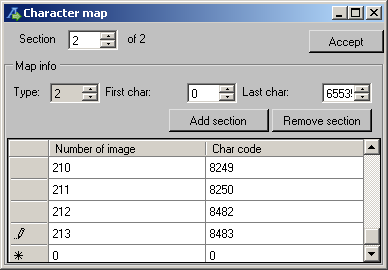 Character map
Section 2 of 2
Accept
Map info
Type: 2 First char: 0 Last char: 65535
Add section Remove section
Number of image Char code
210 8249
211 8250
212 8482
213 8483
0 0